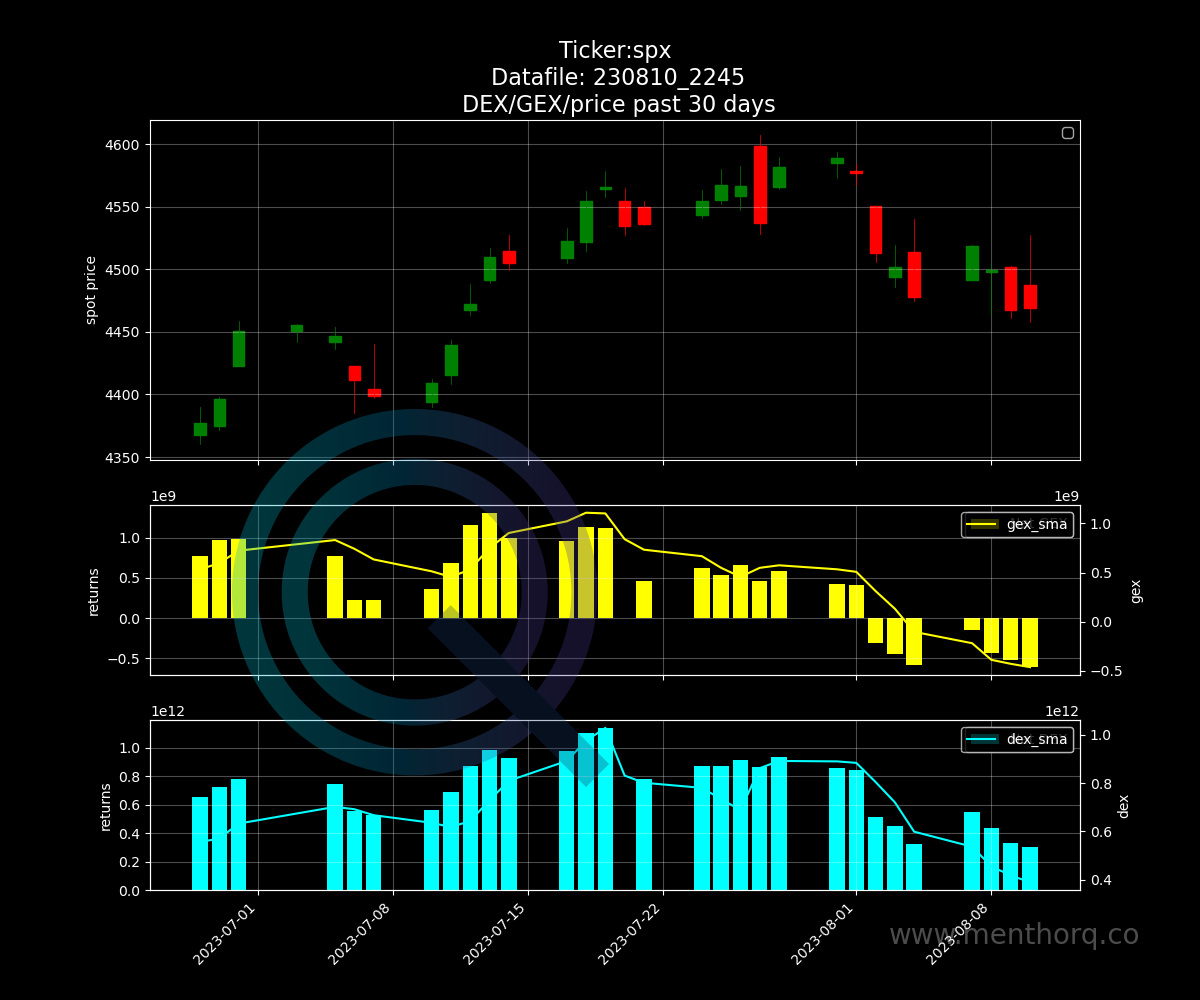 Ticker:spx
Datafile: 230810_2245
DEX/GEX/price past 30 days
4600
4550
4500
4450
4400
4350
spot price
1e9
1e9
gex_sma
1.0
0.5
0.0
−0.5
returns
1.0
0.5
0.0
−0.5
gex
1e12
1e12
dex_sma
1.0
0.8
0.6
0.4
0.2
0.0
returns
1.0
0.8
0.6
0.4
dex
2023-07-01
2023-07-08
2023-07-15
2023-07-22
2023-08-01
2023-08-08
www.menthorq.co